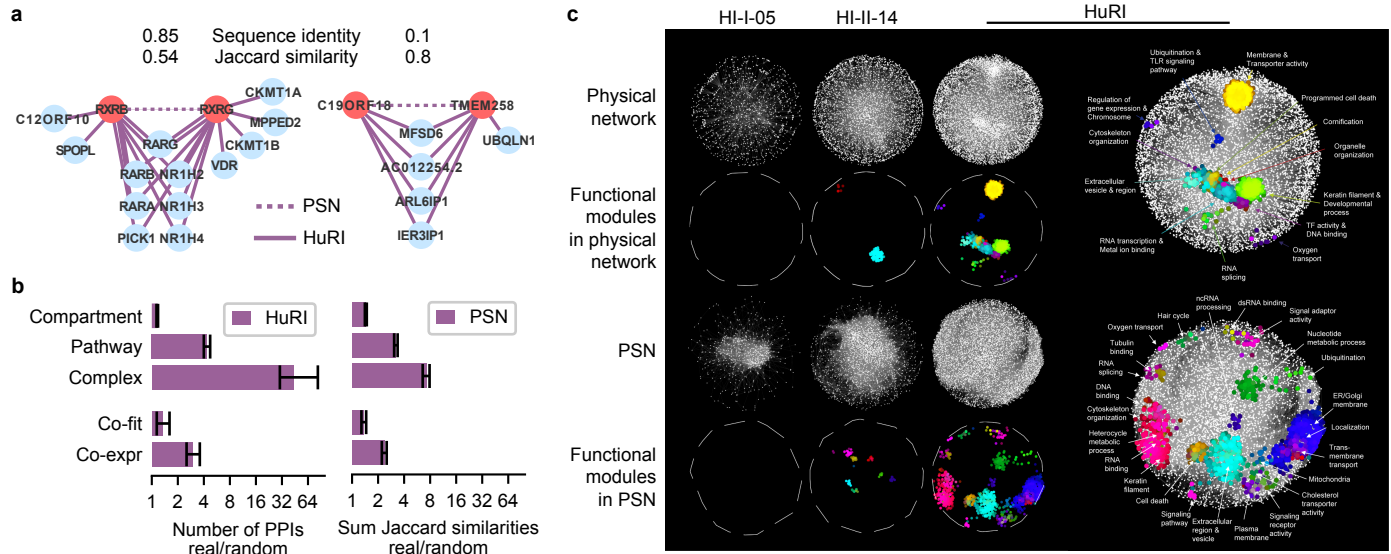 a
0.85 Sequence identity 0.1
0.54 Jaccard similarity 0.8
RXRB
RXRG
CKMT1A
C12ORF10
MPPED2
SPOPL
RARG
CKMT1B
RARB
NR1H2
VDR
RARA
NR1H3
PICK1
NR1H4
C19ORF18
TMEM258
MFSD6
UBQLN1
AC012254.2
ARL6IP1
IER3IP1
PSN
HuRI
b
Compartment
Pathway
Complex
Co-fit
Co-expr
HuRI
1 2 4 8 16 32 64
Number of PPIs
real/random
PSN
1 2 4 8 16 32 64
Sum Jaccard similarities
real/random
c
HI-I-05
HI-II-14
HuRI
Physical
network
Functional
modules
in physical
network
PSN
Functional
modules
in PSN
Ubiquitination &
TLR signaling
pathway
Membrane &
Transporter activity
Regulation of
gene expression &
Chromosome
Programmed cell death
Cytoskeleton
organization
Cornification
Organelle
organization
Extracellular
vesicle & region
Keratin filament &
Developmental
process
TF activity &
DNA binding
RNA transcription &
Metal ion binding
Oxygen
transport
RNA
splicing
ncRNA
processing
dsRNA binding
Hair cycle
Signal adaptor
activity
Oxygen transport
Nucleotide
metabolic process
Tubulin
binding
Ubiquitination
RNA
splicing
DNA
binding
ER/Golgi
membrane
Cytoskeleton
organization
Localization
Heterocycle
metabolic
process
Trans-
membrane
transport
RNA
binding
Mitochondria
Keratin
filament
Cholesterol
transporter
activity
Cell death
Signaling
receptor
activity
Signaling
pathway
Extracellular
region &
vesicle
Plasma
membrane